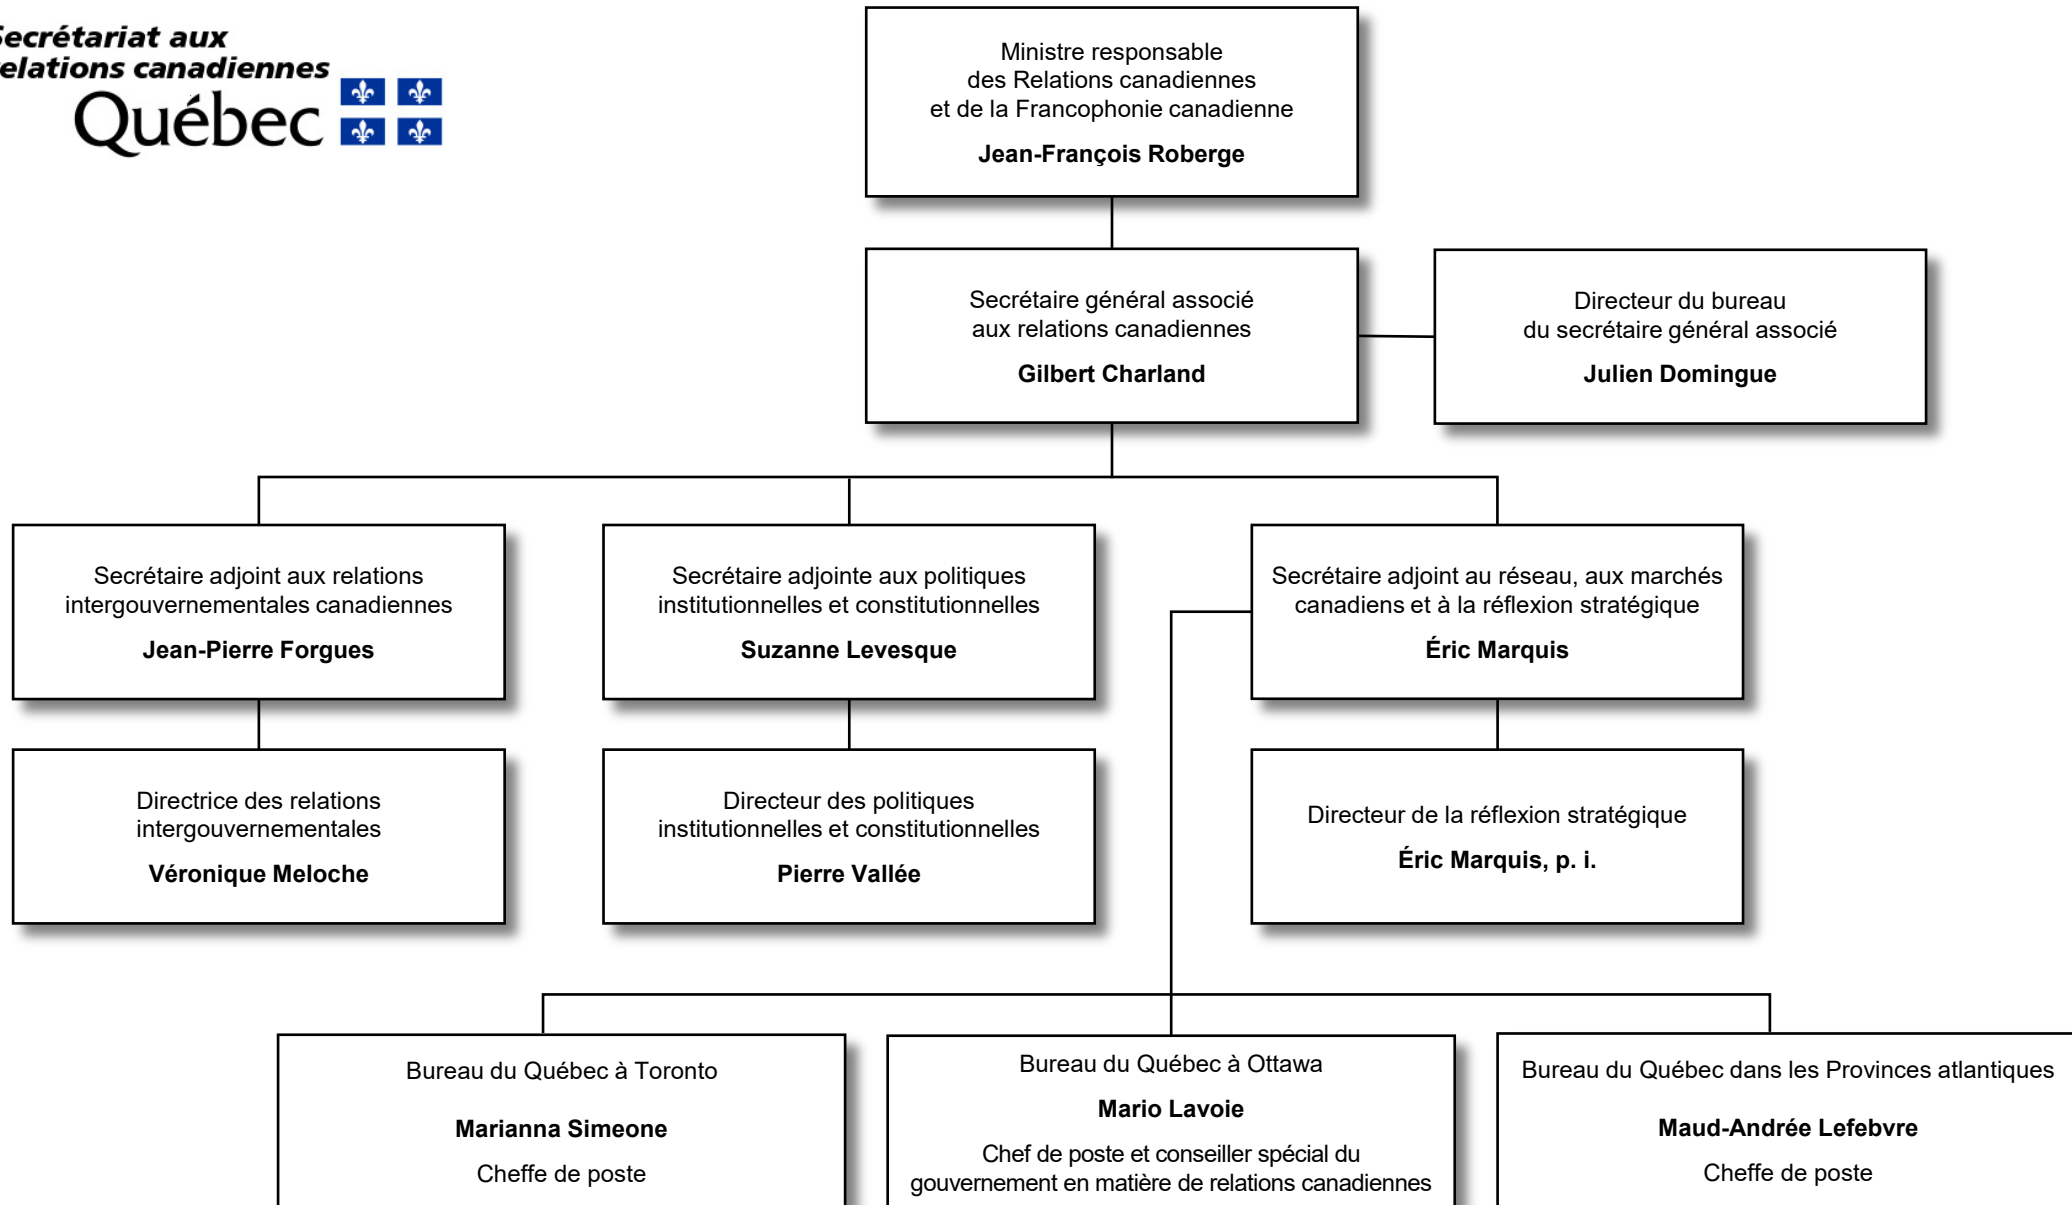 Secrétariat aux
relations canadiennes
Québec
Ministre responsable
des Relations canadiennes
et de la Francophonie canadienne
Jean-François Roberge
Secrétaire général associé
aux relations canadiennes
Gilbert Charland
Directeur du bureau
du secrétaire général associé
Julien Domingue
Secrétaire adjoint aux relations
intergouvernementales canadiennes
Jean-Pierre Forgues
Secrétaire adjointe aux politiques
institutionnelles et constitutionnelles
Suzanne Levesque
Secrétaire adjoint au réseau, aux marchés
canadiens et à la réflexion stratégique
Éric Marquis
Directrice des relations
intergouvernementales
Véronique Meloche
Directeur des politiques
institutionnelles et constitutionnelles
Pierre Vallée
Directeur de la réflexion stratégique
Éric Marquis, p. i.
Bureau du Québec à Toronto
Marianna Simeone
Cheffe de poste
Bureau du Québec à Ottawa
Mario Lavoie
Chef de poste et conseiller spécial du
gouvernement en matière de relations canadiennes
Bureau du Québec dans les Provinces atlantiques
Maud-Andrée Lefebvre
Cheffe de poste